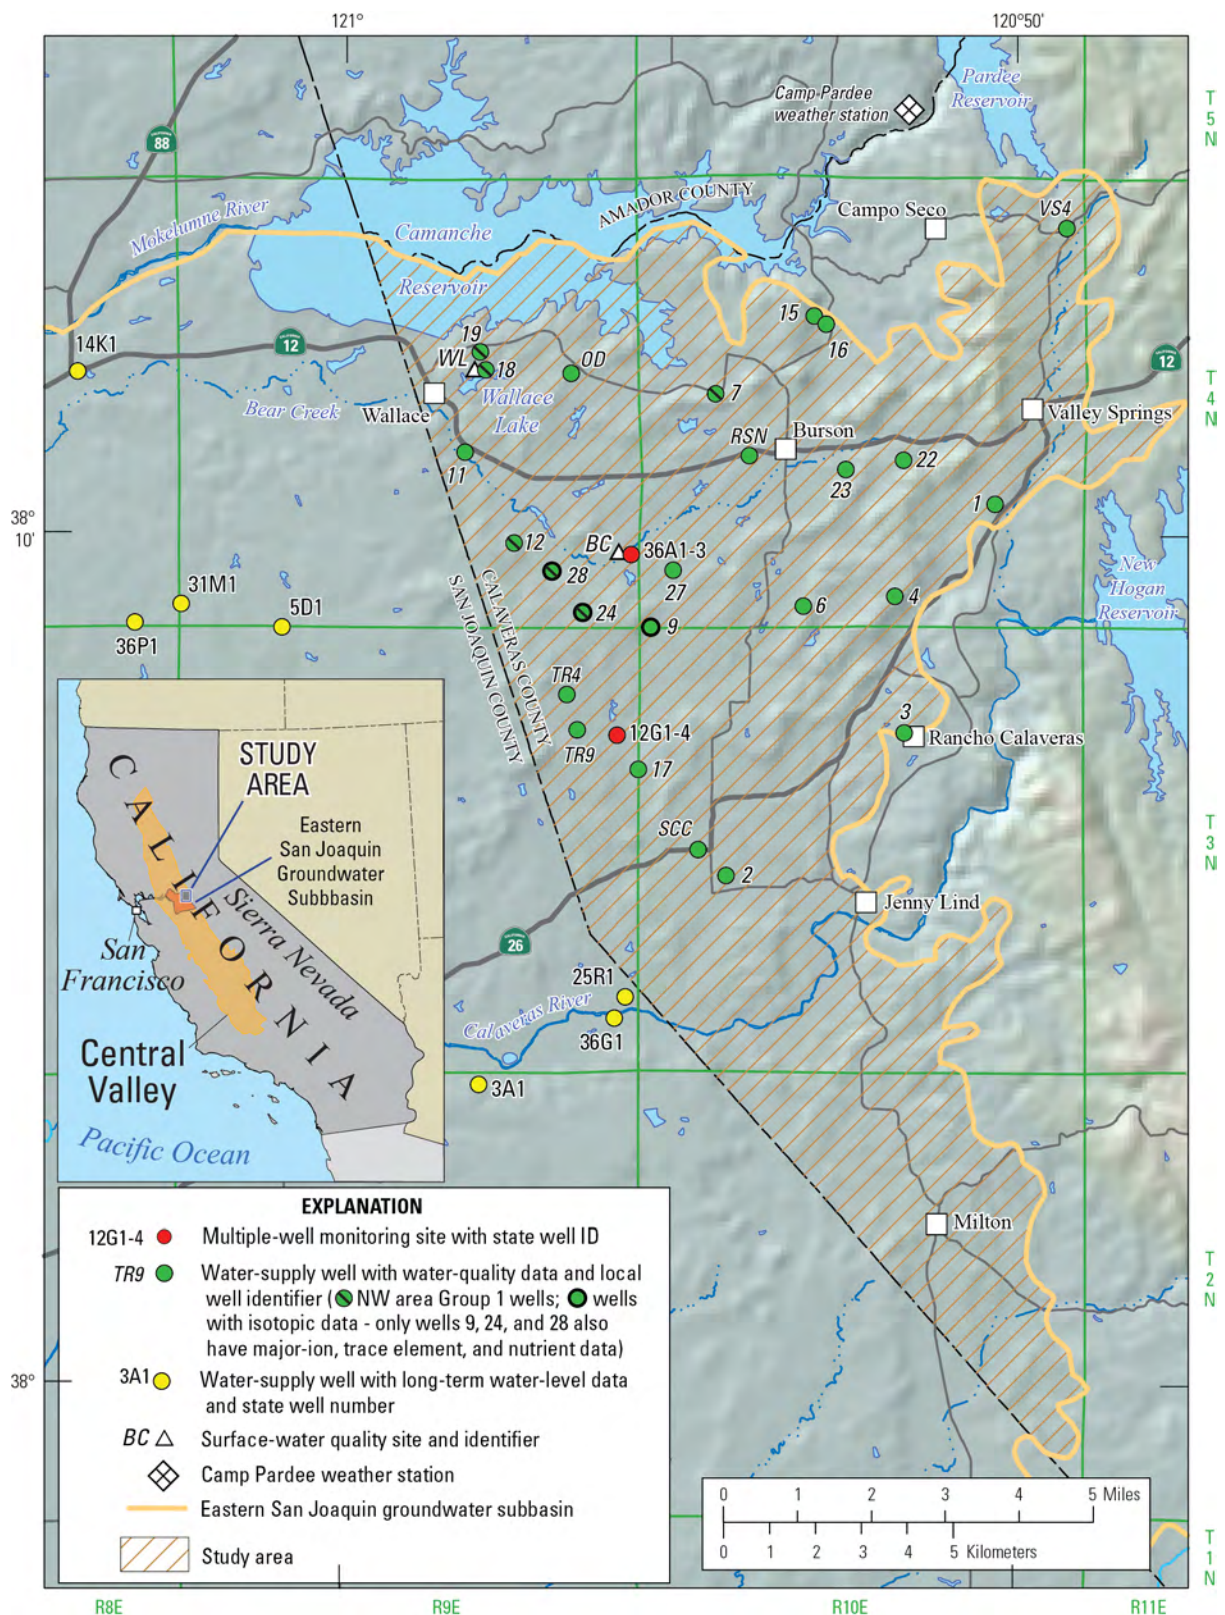 121°
120°50'
Camp Pardee
weather station
Pardee
Reservoir
T
5
N
88
AMADOR COUNTY
Campo Seco
VS4
Mokelumne River
Camanche
Reservoir
15
16
14K1
12
19
WL
18
OD
12
Wallace
Wallace
Lake
7
T
4
N
Bear Creek
Valley Springs
RSN
Burson
11
22
23
1
38°
10'
12
BC
36A1-3
28
27
New
Hogan
Reservoir
31M1
5D1
24
9
6
4
36P1
CALAVERAS COUNTY
SAN JOAQUIN COUNTY
TR4
TR9
12G1-4
3
Rancho Calaveras
17
SCC
2
T
3
N
Jenny Lind
26
25R1
Calaveras River
36G1
3A1
CALIFORNIA
STUDY
AREA
Eastern
San Joaquin
Groundwater
Subbbasin
Sierra Nevada
San
Francisco
Central
Valley
Pacific Ocean
Milton
T
2
N
38°
EXPLANATION
12G1-4 Multiple-well monitoring site with state well ID
TR9 Water-supply well with water-quality data and local
well identifier ( NW area Group 1 wells; wells
with isotopic data - only wells 9, 24, and 28 also
have major-ion, trace element, and nutrient data)
3A1 Water-supply well with long-term water-level data
and state well number
BC Surface-water quality site and identifier
Camp Pardee weather station
Eastern San Joaquin groundwater subbasin
Study area
0 1 2 3 4 5 Miles
0 1 2 3 4 5 Kilometers
T
1
N
R8E
R9E
R10E
R11E